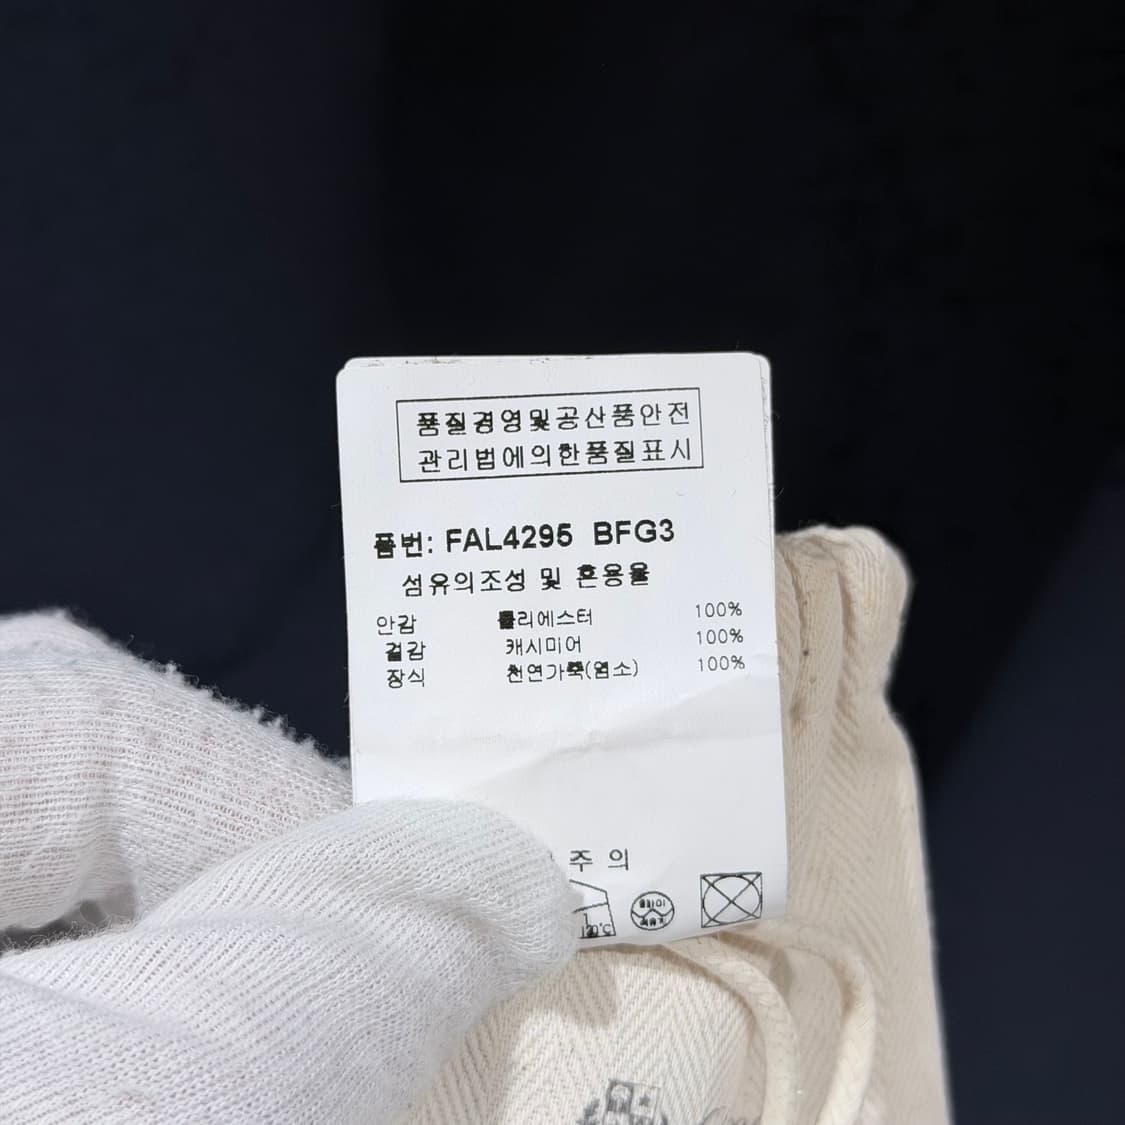 품질경영및공산품안전
관리법에의한품질표시
품번: FAL4295 BFG3
섬유의조성 및 혼용율
안감 폴리에스터 100%
겉감 캐시미어 100%
장식 천연가죽(염소) 100%
주 의